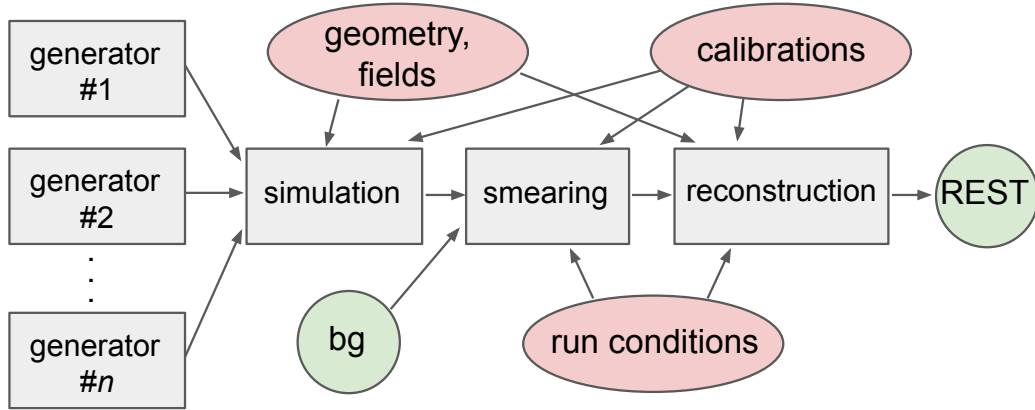 generator
#1
geometry,
fields
calibrations
generator
#2
simulation
smearing
reconstruction
REST
.
.
.
generator
#n
bg
run conditions